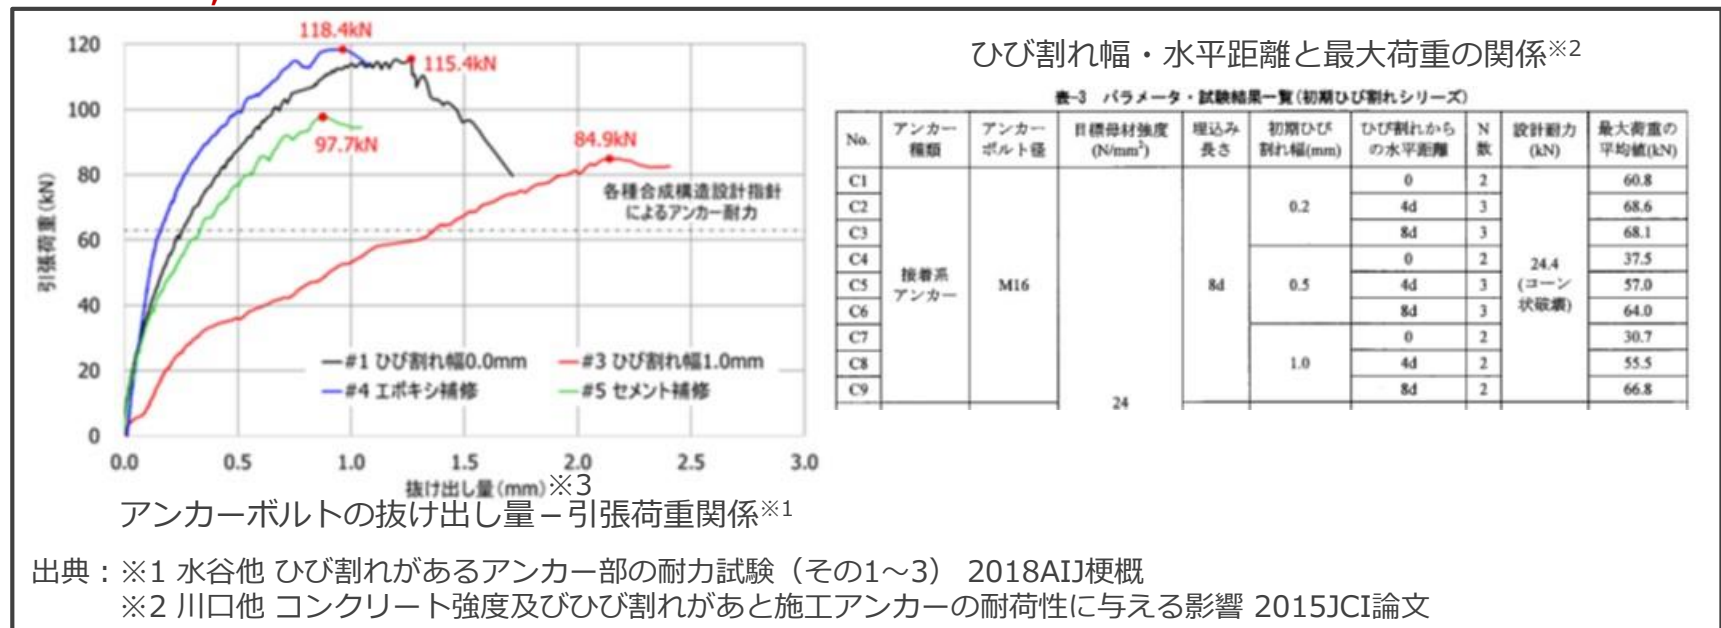 118.4kN
115.4kN
97.7kN
84.9kN
各種合成構造設計指針
によるアンカー耐力
引張荷重(kN)
120
100
80
60
40
20
0
#1 ひび割れ幅0.0mm
#3 ひび割れ幅1.0mm
#4 エポキシ補修
#5 セメント補修
0.0 0.5 1.0 1.5 2.0 2.5 3.0
抜け出し量(mm)※3
アンカーボルトの抜け出し量－引張荷重関係※1
ひび割れ幅・水平距離と最大荷重の関係※2
表-3 パラメータ・試験結果一覧(初期ひび割れシリーズ)
No. アンカー種類 アンカーボルト径 目標母材強度(N/mm²) 埋込み長さ 初期ひび割れ幅(mm) ひび割れからの水平距離 N数 設計耐力(kN) 最大荷重の平均値(kN)
C1 0 2 60.8
C2 0.2 4d 3 68.6
C3 8d 3 68.1
C4 0 2 37.5
C5 接着系アンカー M16 8d 0.5 4d 3 24.4(コーン状破壊) 57.0
C6 8d 3 64.0
C7 0 2 30.7
C8 1.0 4d 2 55.5
C9 8d 2 66.8
24
出典：※1 水谷他 ひび割れがあるアンカー部の耐力試験（その1～3） 2018AIJ梗概
※2 川口他 コンクリート強度及びひび割れがあと施工アンカーの耐荷性に与える影響 2015JCI論文